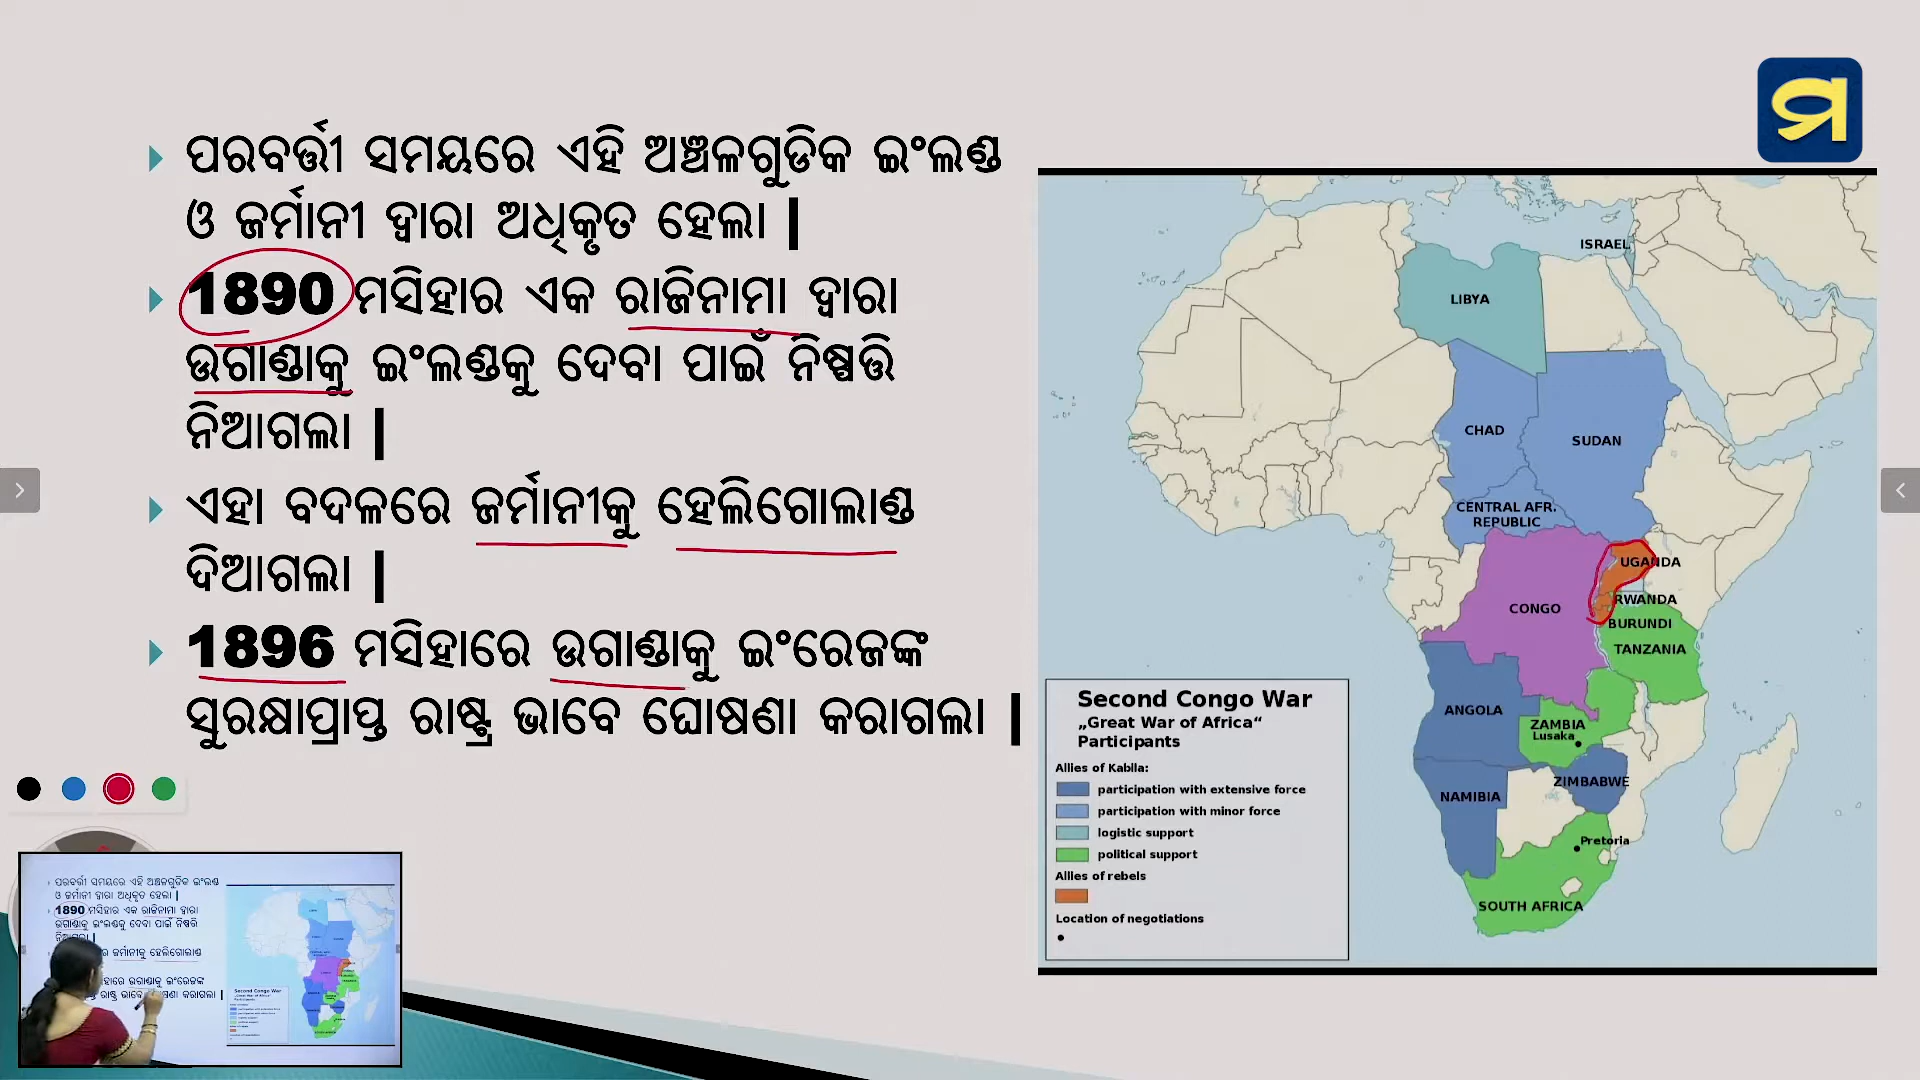 ମ
ପରବର୍ତ୍ତୀ ସମୟରେ ଏହି ଅଞ୍ଚଳଗୁଡିକ ଇଂଲଣ୍ଡ
ଓ ଜର୍ମାନୀ ଦ୍ୱାରା ଅଧିକୃତ ହେଲା |
1890 ମସିହାର ଏକ ରାଜିନାମା ଦ୍ୱାରା
ଉଗାଣ୍ଡାକୁ ଇଂଲଣ୍ଡକୁ ଦେବା ପାଇଁ ନିଷ୍ପତ୍ତି
ନିଆଗଲା |
ଏହା ବଦଳରେ ଜର୍ମାନୀକୁ ହେଲିଗୋଲାଣ୍ଡ
ଦିଆଗଲା |
1896 ମସିହାରେ ଉଗାଣ୍ଡାକୁ ଇଂରେଜଙ୍କ
ସୁରକ୍ଷାପ୍ରାପ୍ତ ରାଷ୍ଟ୍ର ଭାବେ ଘୋଷଣା କରାଗଲା |
ISRAEL
LIBYA
CHAD
SUDAN
CENTRAL AFR.
REPUBLIC
UGANDA
RWANDA
CONGO
BURUNDI
TANZANIA
ANGOLA
ZAMBIA
Lusaka
ZIMBABWE
NAMIBIA
Pretoria
SOUTH AFRICA
Second Congo War
„Great War of Africa“
Participants
Allies of Kabila:
participation with extensive force
participation with minor force
logistic support
political support
Allies of rebels
Location of negotiations